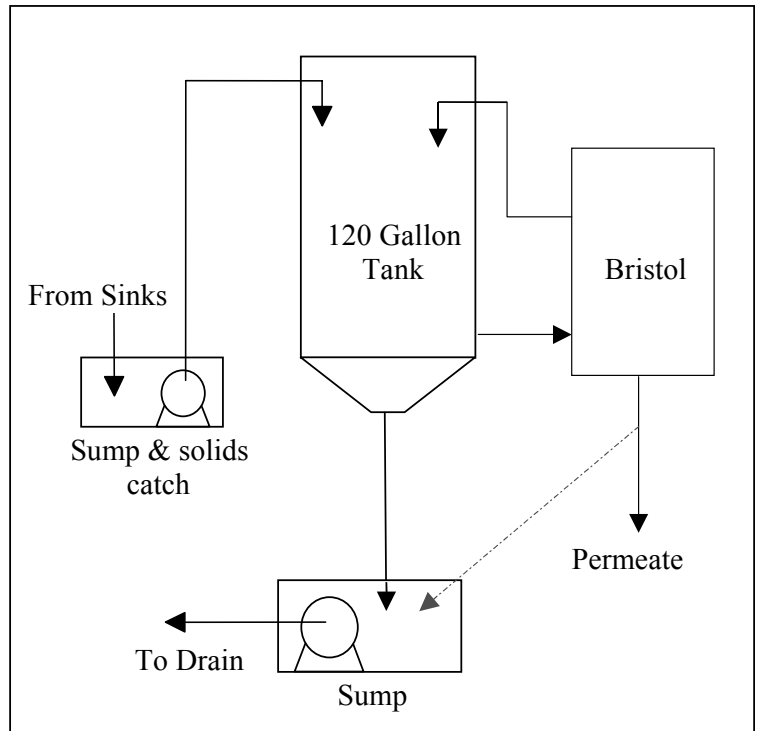 120 Gallon
Tank
Bristol
From Sinks
Sump & solids
catch
Permeate
To Drain
Sump